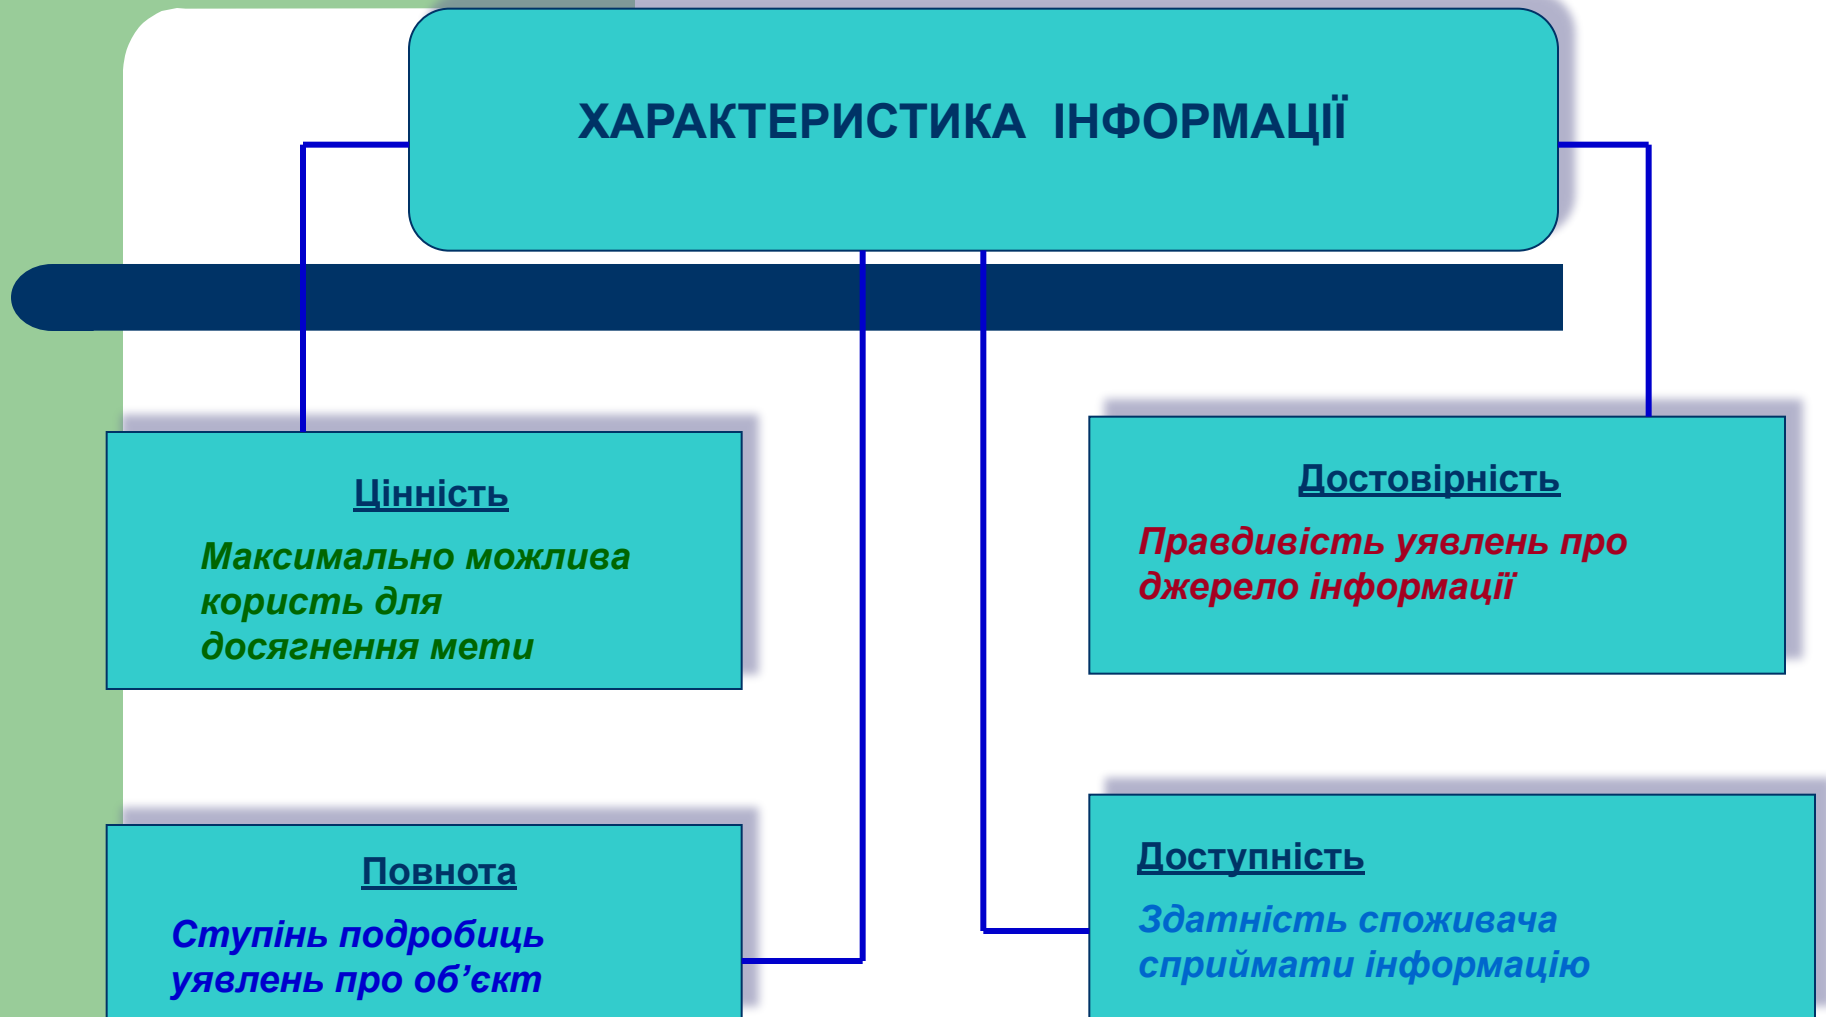 ХАРАКТЕРИСТИКА ІНФОРМАЦІЇ
Цінність
Максимально можлива
користь для
досягнення мети
Достовірність
Правдивість уявлень про
джерело інформації
Повнота
Ступінь подробиць
уявлень про об’єкт
Доступність
Здатність споживача
сприймати інформацію